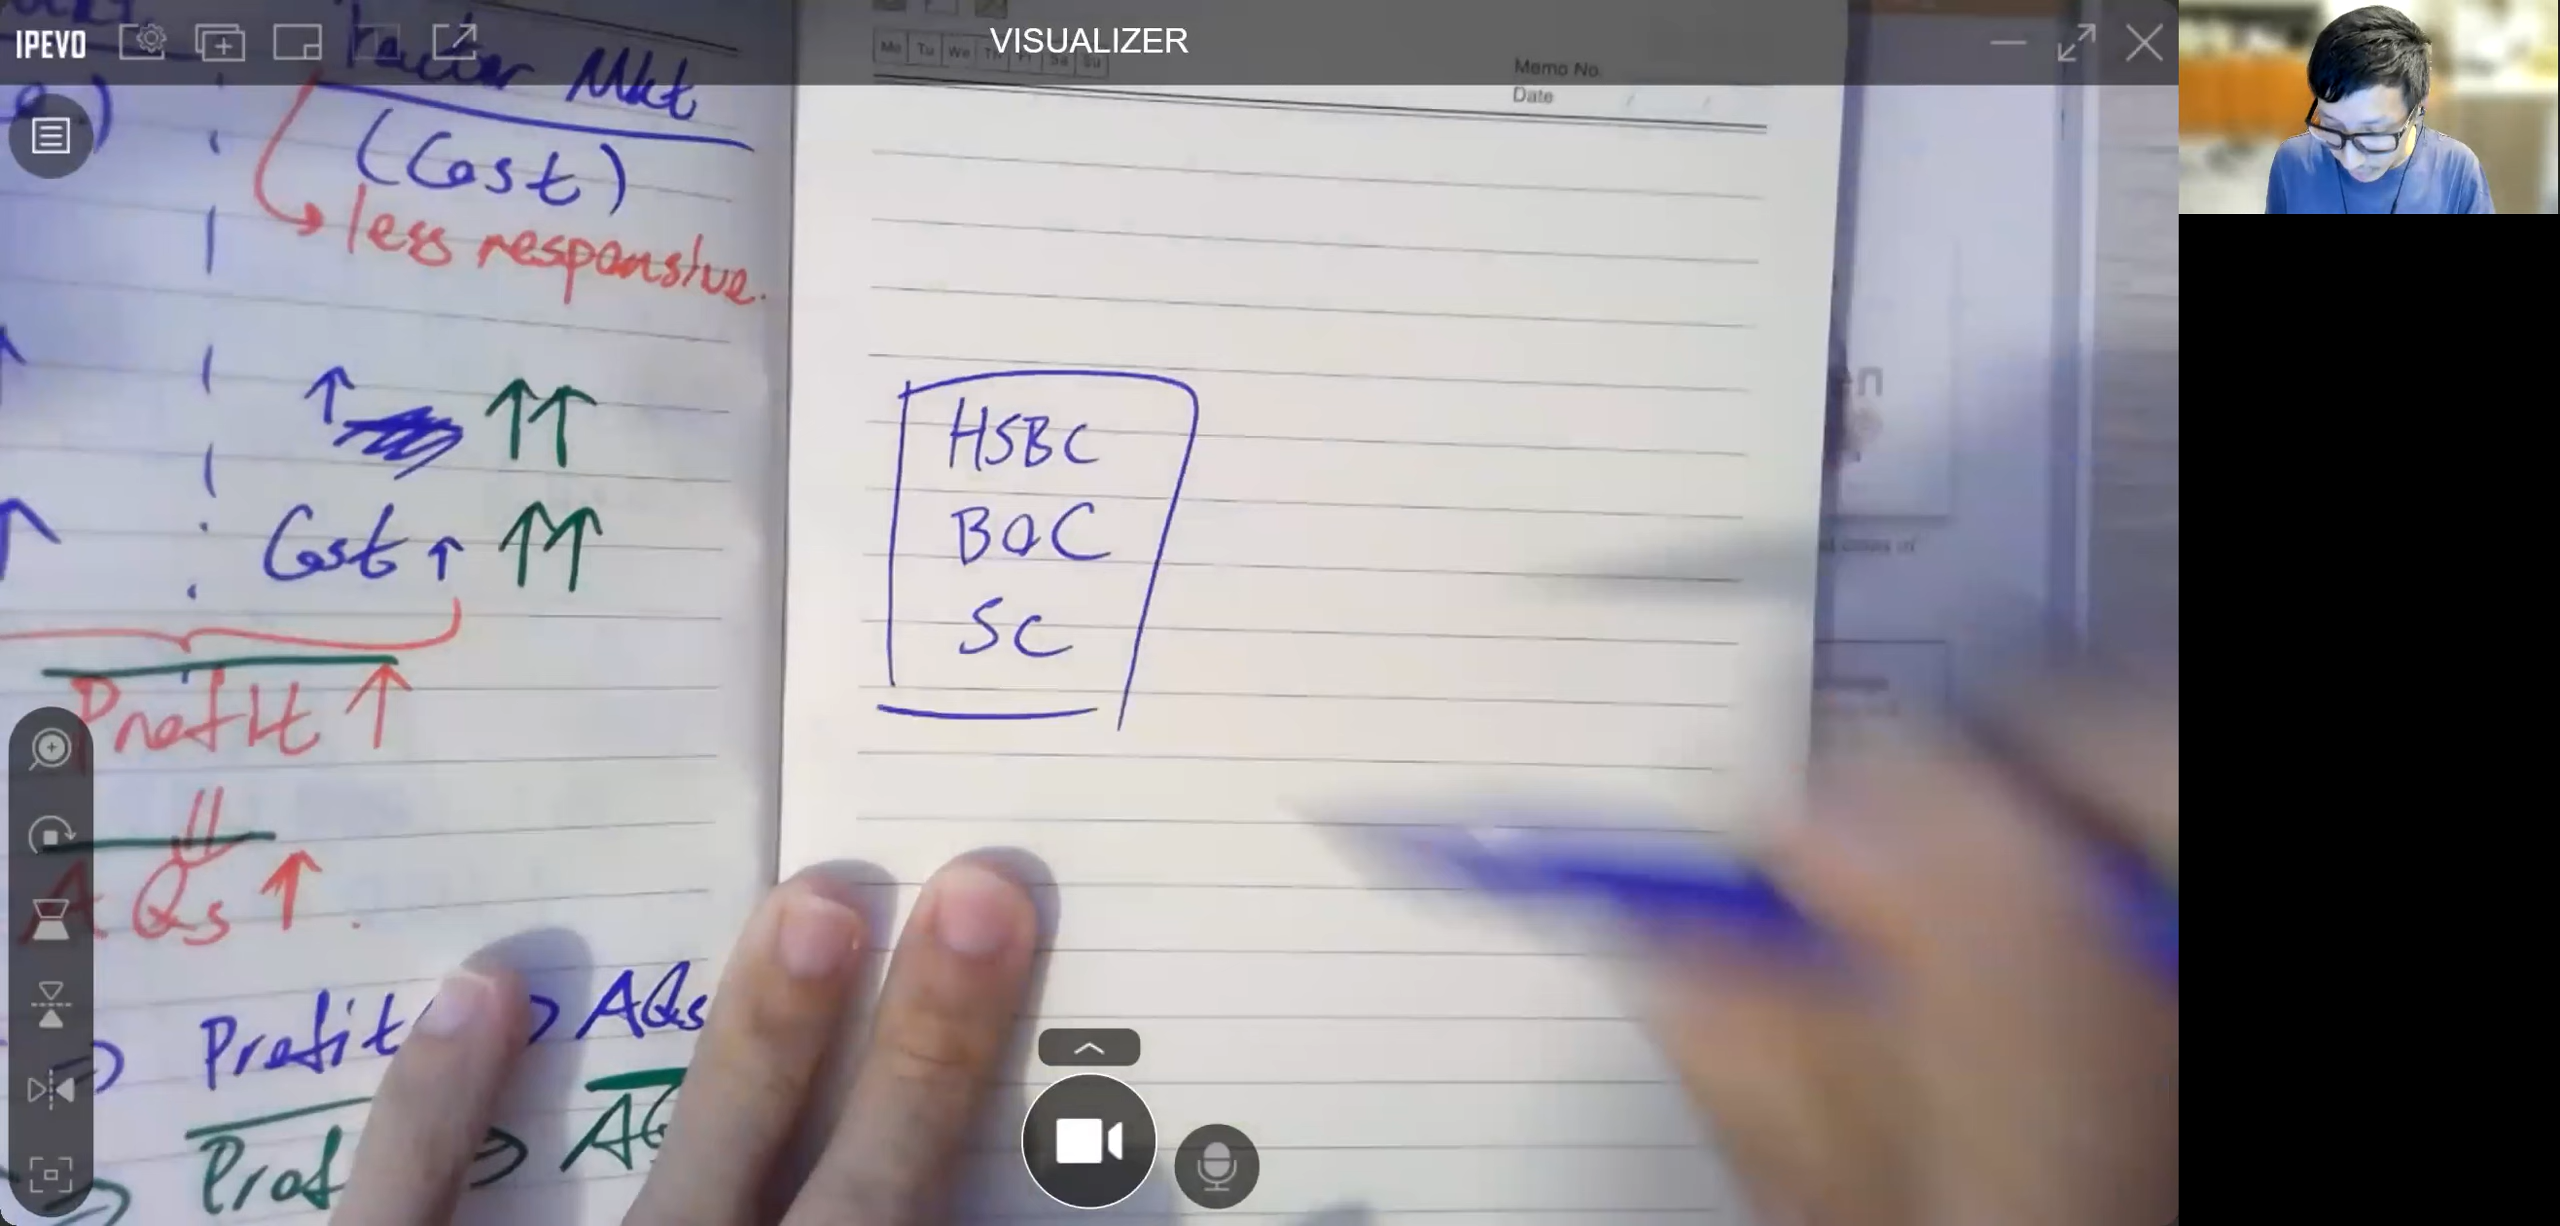 IPEVO
VISUALIZER
Factor Mkt
(Cost)
less responsive.
↑ ↑↑
Cost ↑ ↑↑
Profit ↑
AQs ↑.
⇒ Profit ⇒ AQs
Prof ⇒ AQ
Mo Tu We Th Fr Sa Su
Memo No.
Date / /
HSBC
BOC
SC